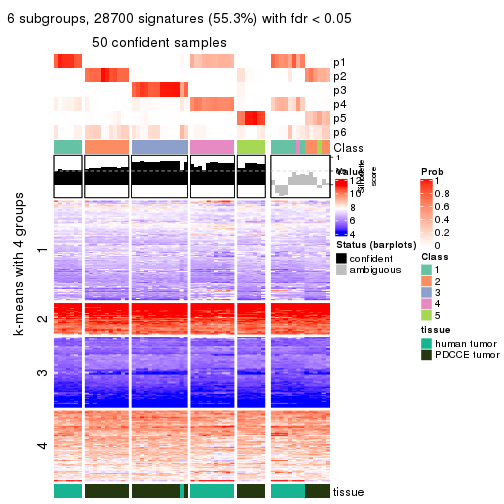 6 subgroups, 28700 signatures (55.3%) with fdr < 0.05
50 confident samples
p1
p2
p3
p4
p5
p6
Class
1
Silhouette
score
Value
12
8
6
4
Status (barplots)
confident
ambiguous
Prob
1
0.8
0.6
0.4
0.2
0
Class
1
2
3
4
5
tissue
human tumor
PDCCE tumor
k-means with 4 groups
1
2
3
4
tissue